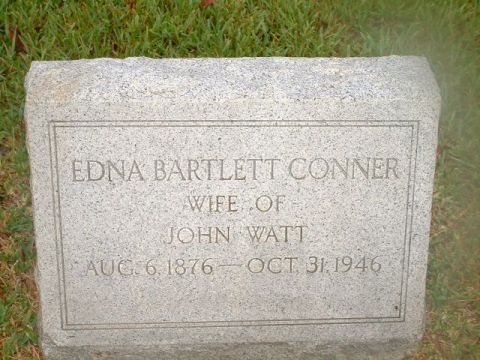 EDNA BARTLETT CONNER
WIFE OF
JOHN WATT
AUG. 6, 1876 — OCT. 31, 1946